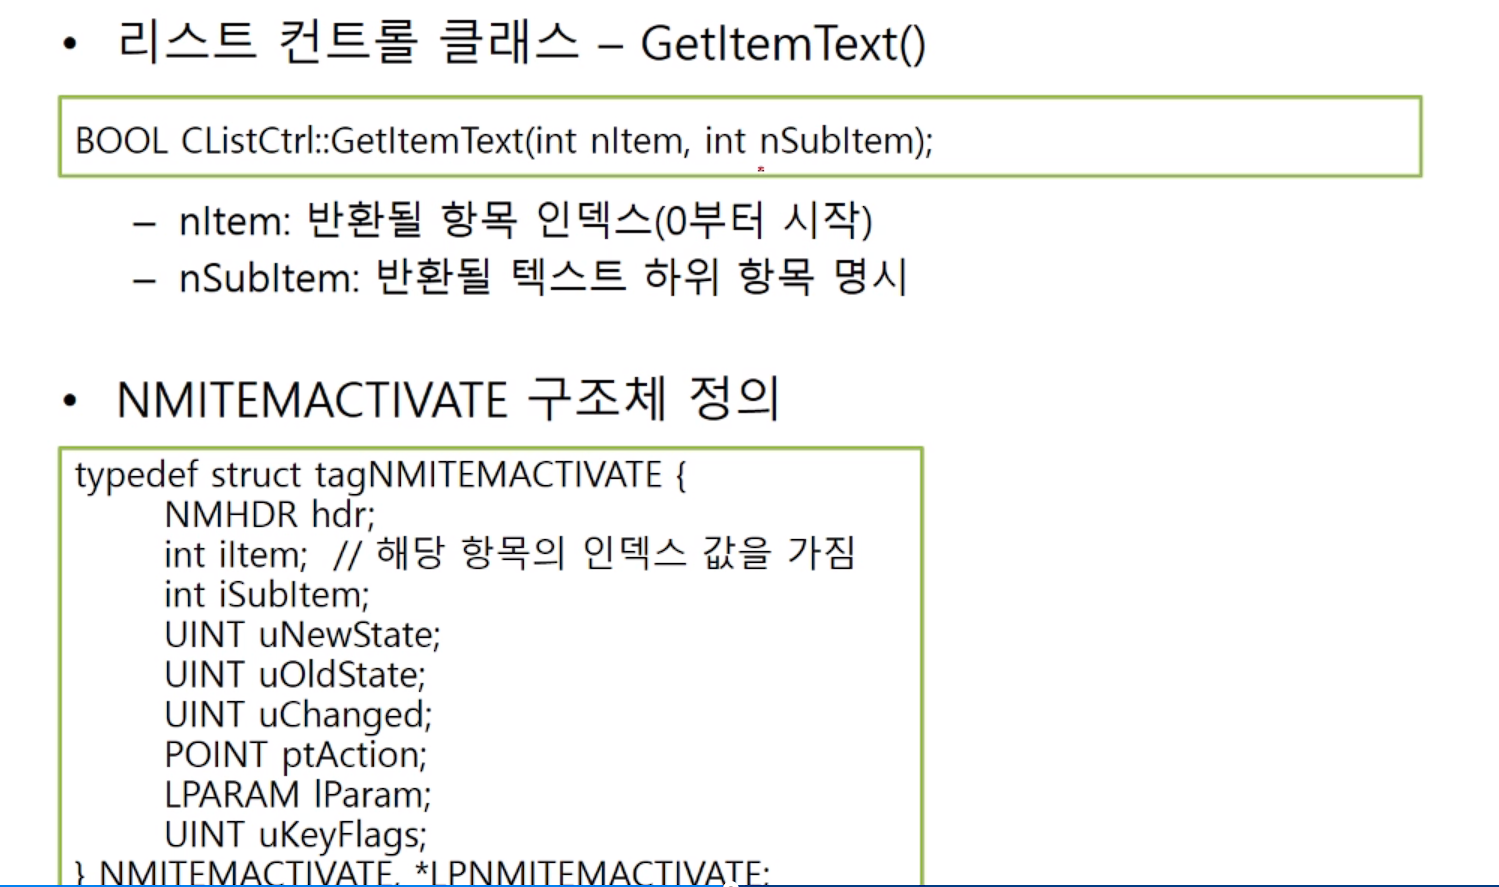 • 리스트 컨트롤 클래스 – GetItemText()
BOOL CListCtrl::GetItemText(int nItem, int nSubItem);
– nItem: 반환될 항목 인덱스(0부터 시작)
– nSubItem: 반환될 텍스트 하위 항목 명시
• NMITEMACTIVATE 구조체 정의
typedef struct tagNMITEMACTIVATE {
NMHDR hdr;
int iItem; // 해당 항목의 인덱스 값을 가짐
int iSubItem;
UINT uNewState;
UINT uOldState;
UINT uChanged;
POINT ptAction;
LPARAM lParam;
UINT uKeyFlags;
} NMITEMACTIVATE, *LPNMITEMACTIVATE;